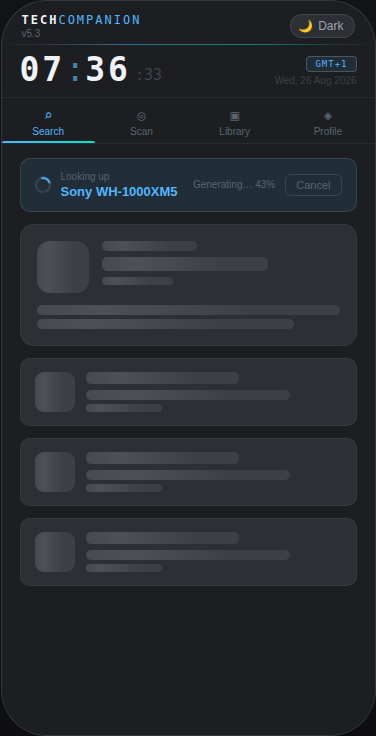 TECHCOMPANION
v5.3
Dark
07:36:33
GMT+1
Wed, 26 Aug 2026
Search
Scan
Library
Profile
Looking up
Sony WH-1000XM5
Generating... 43%
Cancel